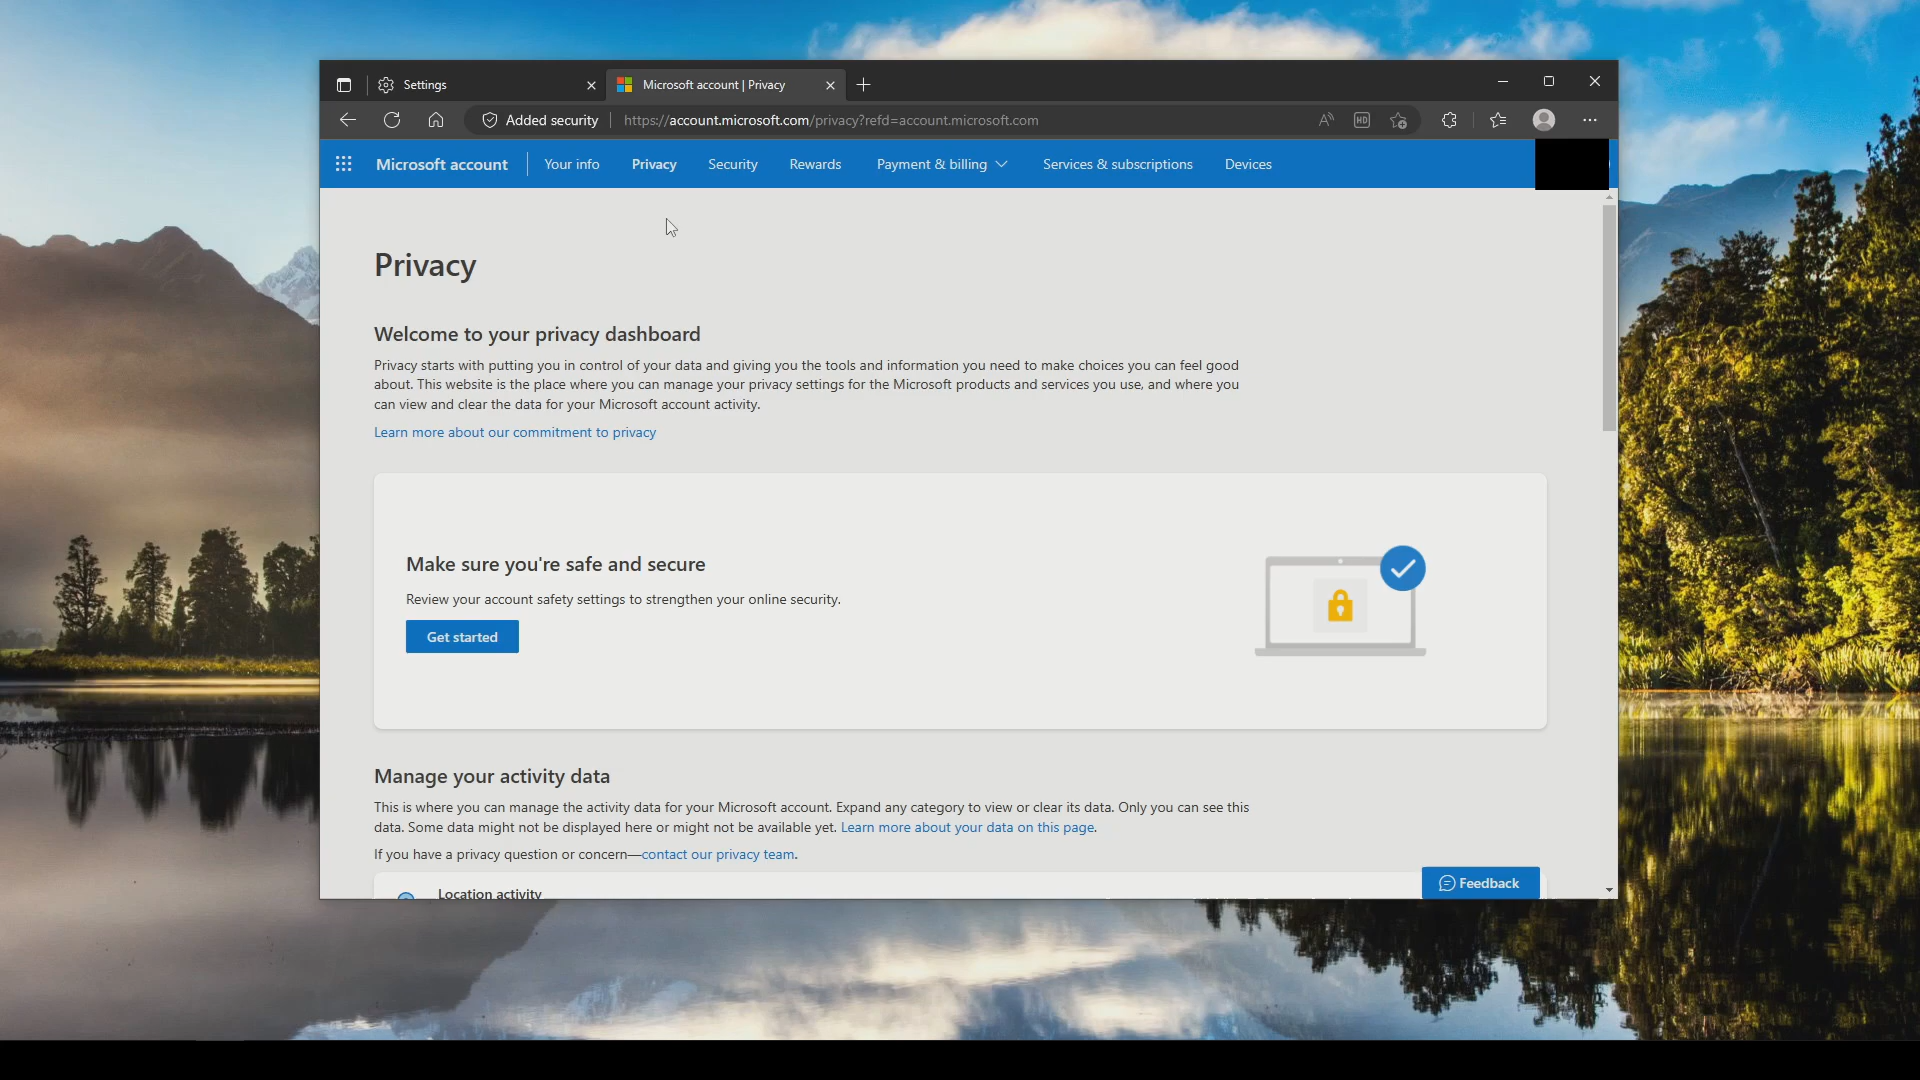 Settings
Microsoft account | Privacy
Added security
https://account.microsoft.com/privacy?refd=account.microsoft.com
HD
Microsoft account
Your info
Privacy
Security
Rewards
Payment & billing
Services & subscriptions
Devices
Privacy
Welcome to your privacy dashboard
Privacy starts with putting you in control of your data and giving you the tools and information you need to make choices you can feel good
about. This website is the place where you can manage your privacy settings for the Microsoft products and services you use, and where you
can view and clear the data for your Microsoft account activity.
Learn more about our commitment to privacy
Make sure you're safe and secure
Review your account safety settings to strengthen your online security.
Get started
Manage your activity data
This is where you can manage the activity data for your Microsoft account. Expand any category to view or clear its data. Only you can see this
data. Some data might not be displayed here or might not be available yet. Learn more about your data on this page.
If you have a privacy question or concern—contact our privacy team.
Location activity
Feedback